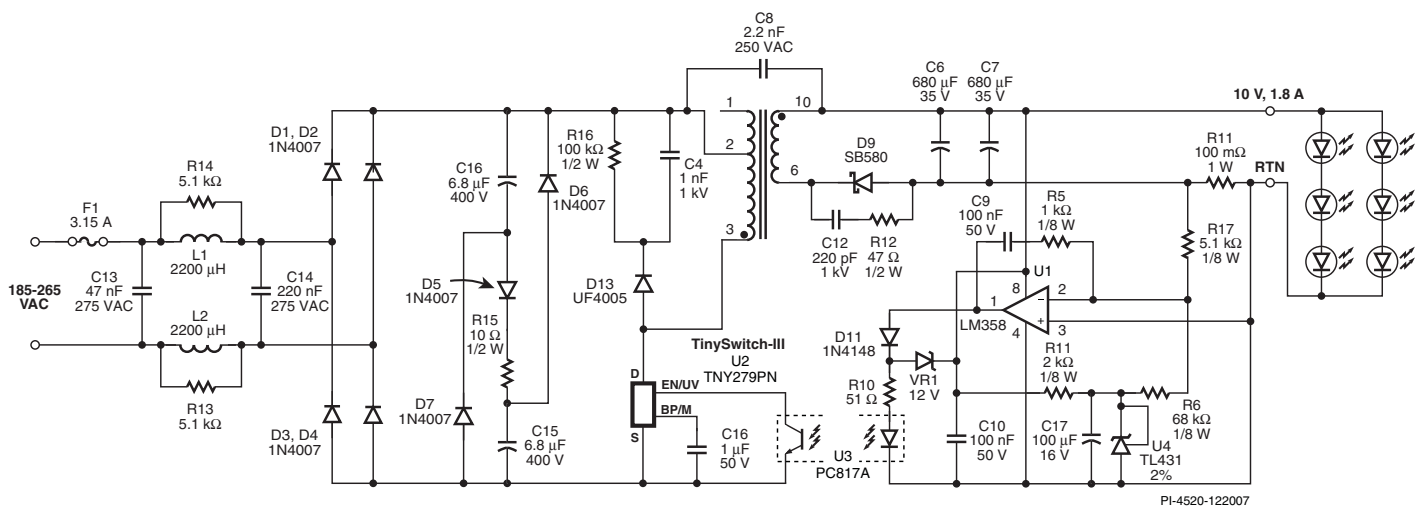 C8
2.2 nF
250 VAC
C6
680 µF
35 V
C7
680 µF
35 V
10 V, 1.8 A
1
10
2
D1, D2
1N4007
R16
100 kΩ
1/2 W
R11
100 mΩ
1 W
D9
SB580
RTN
R14
5.1 kΩ
C16
6.8 µF
400 V
C4
1 nF
1 kV
6
D6
1N4007
F1
3.15 A
3
C9
100 nF
50 V
R5
1 kΩ
1/8 W
R17
5.1 kΩ
1/8 W
C12
220 pF
1 kV
R12
47 Ω
1/2 W
L1
2200 µH
185-265
VAC
C13
47 nF
275 VAC
C14
220 nF
275 VAC
D5
1N4007
D13
UF4005
U1
8
2
1
3
4
LM358
L2
2200 µH
R15
10 Ω
1/2 W
TinySwitch-III
U2
TNY279PN
D11
1N4148
R11
2 kΩ
1/8 W
D
EN/UV
BP/M
S
VR1
12 V
R10
51 Ω
R13
5.1 kΩ
D7
1N4007
R6
68 kΩ
1/8 W
D3, D4
1N4007
C15
6.8 µF
400 V
C16
1 µF
50 V
U3
PC817A
C10
100 nF
50 V
C17
100 µF
16 V
U4
TL431
2%
PI-4520-122007